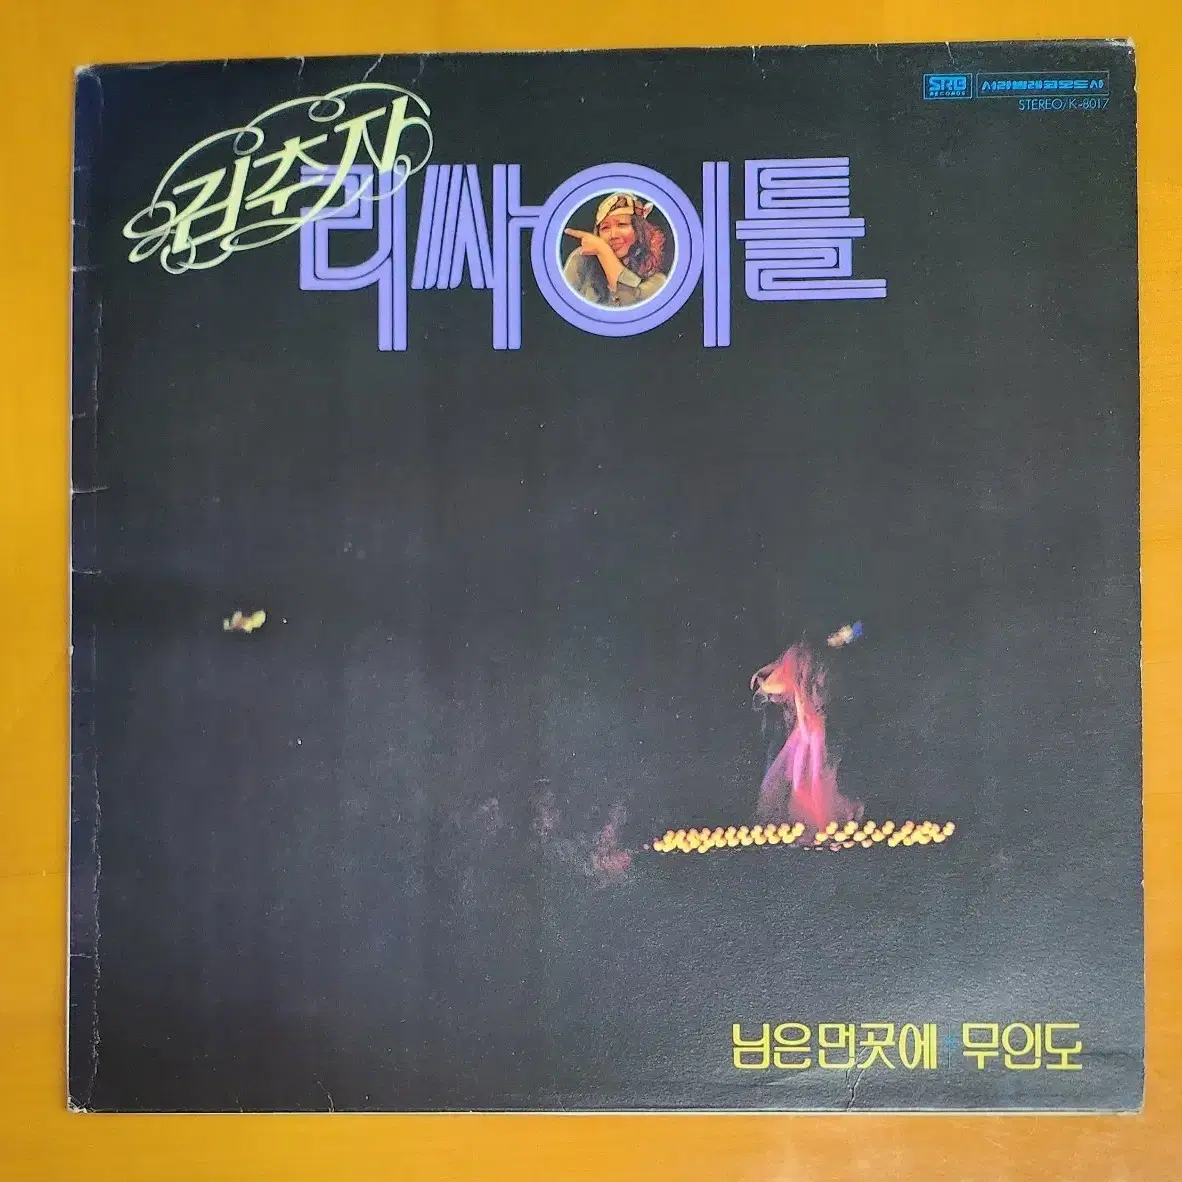 김추자
리싸이틀
SRB
RECORDS
서라벌레코오드사
STEREO/K-8017
님은 먼곳에 무인도